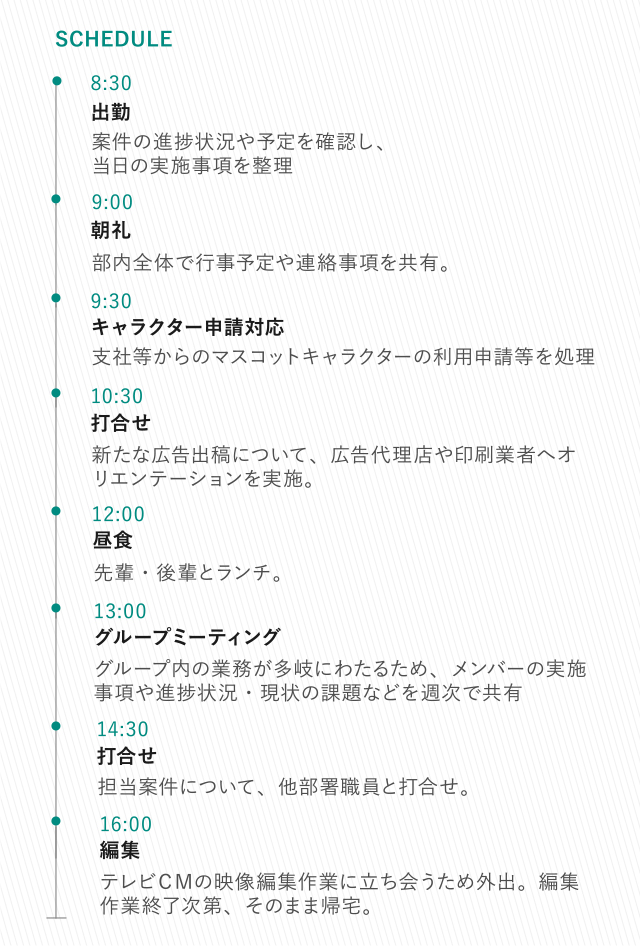 SCHEDULE
8:30
出勤
案件の進捗状況や予定を確認し、
当日の実施事項を整理
9:00
朝礼
部内全体で行事予定や連絡事項を共有。
9:30
キャラクター申請対応
支社等からのマスコットキャラクターの利用申請等を処理
10:30
打合せ
新たな広告出稿について、広告代理店や印刷業者へオ
リエンテーションを実施。
12:00
昼食
先輩・後輩とランチ。
13:00
グループミーティング
グループ内の業務が多岐にわたるため、メンバーの実施
事項や進捗状況・現状の課題などを週次で共有
14:30
打合せ
担当案件について、他部署職員と打合せ。
16:00
編集
テレビCMの映像編集作業に立ち会うため外出。編集
作業終了次第、そのまま帰宅。